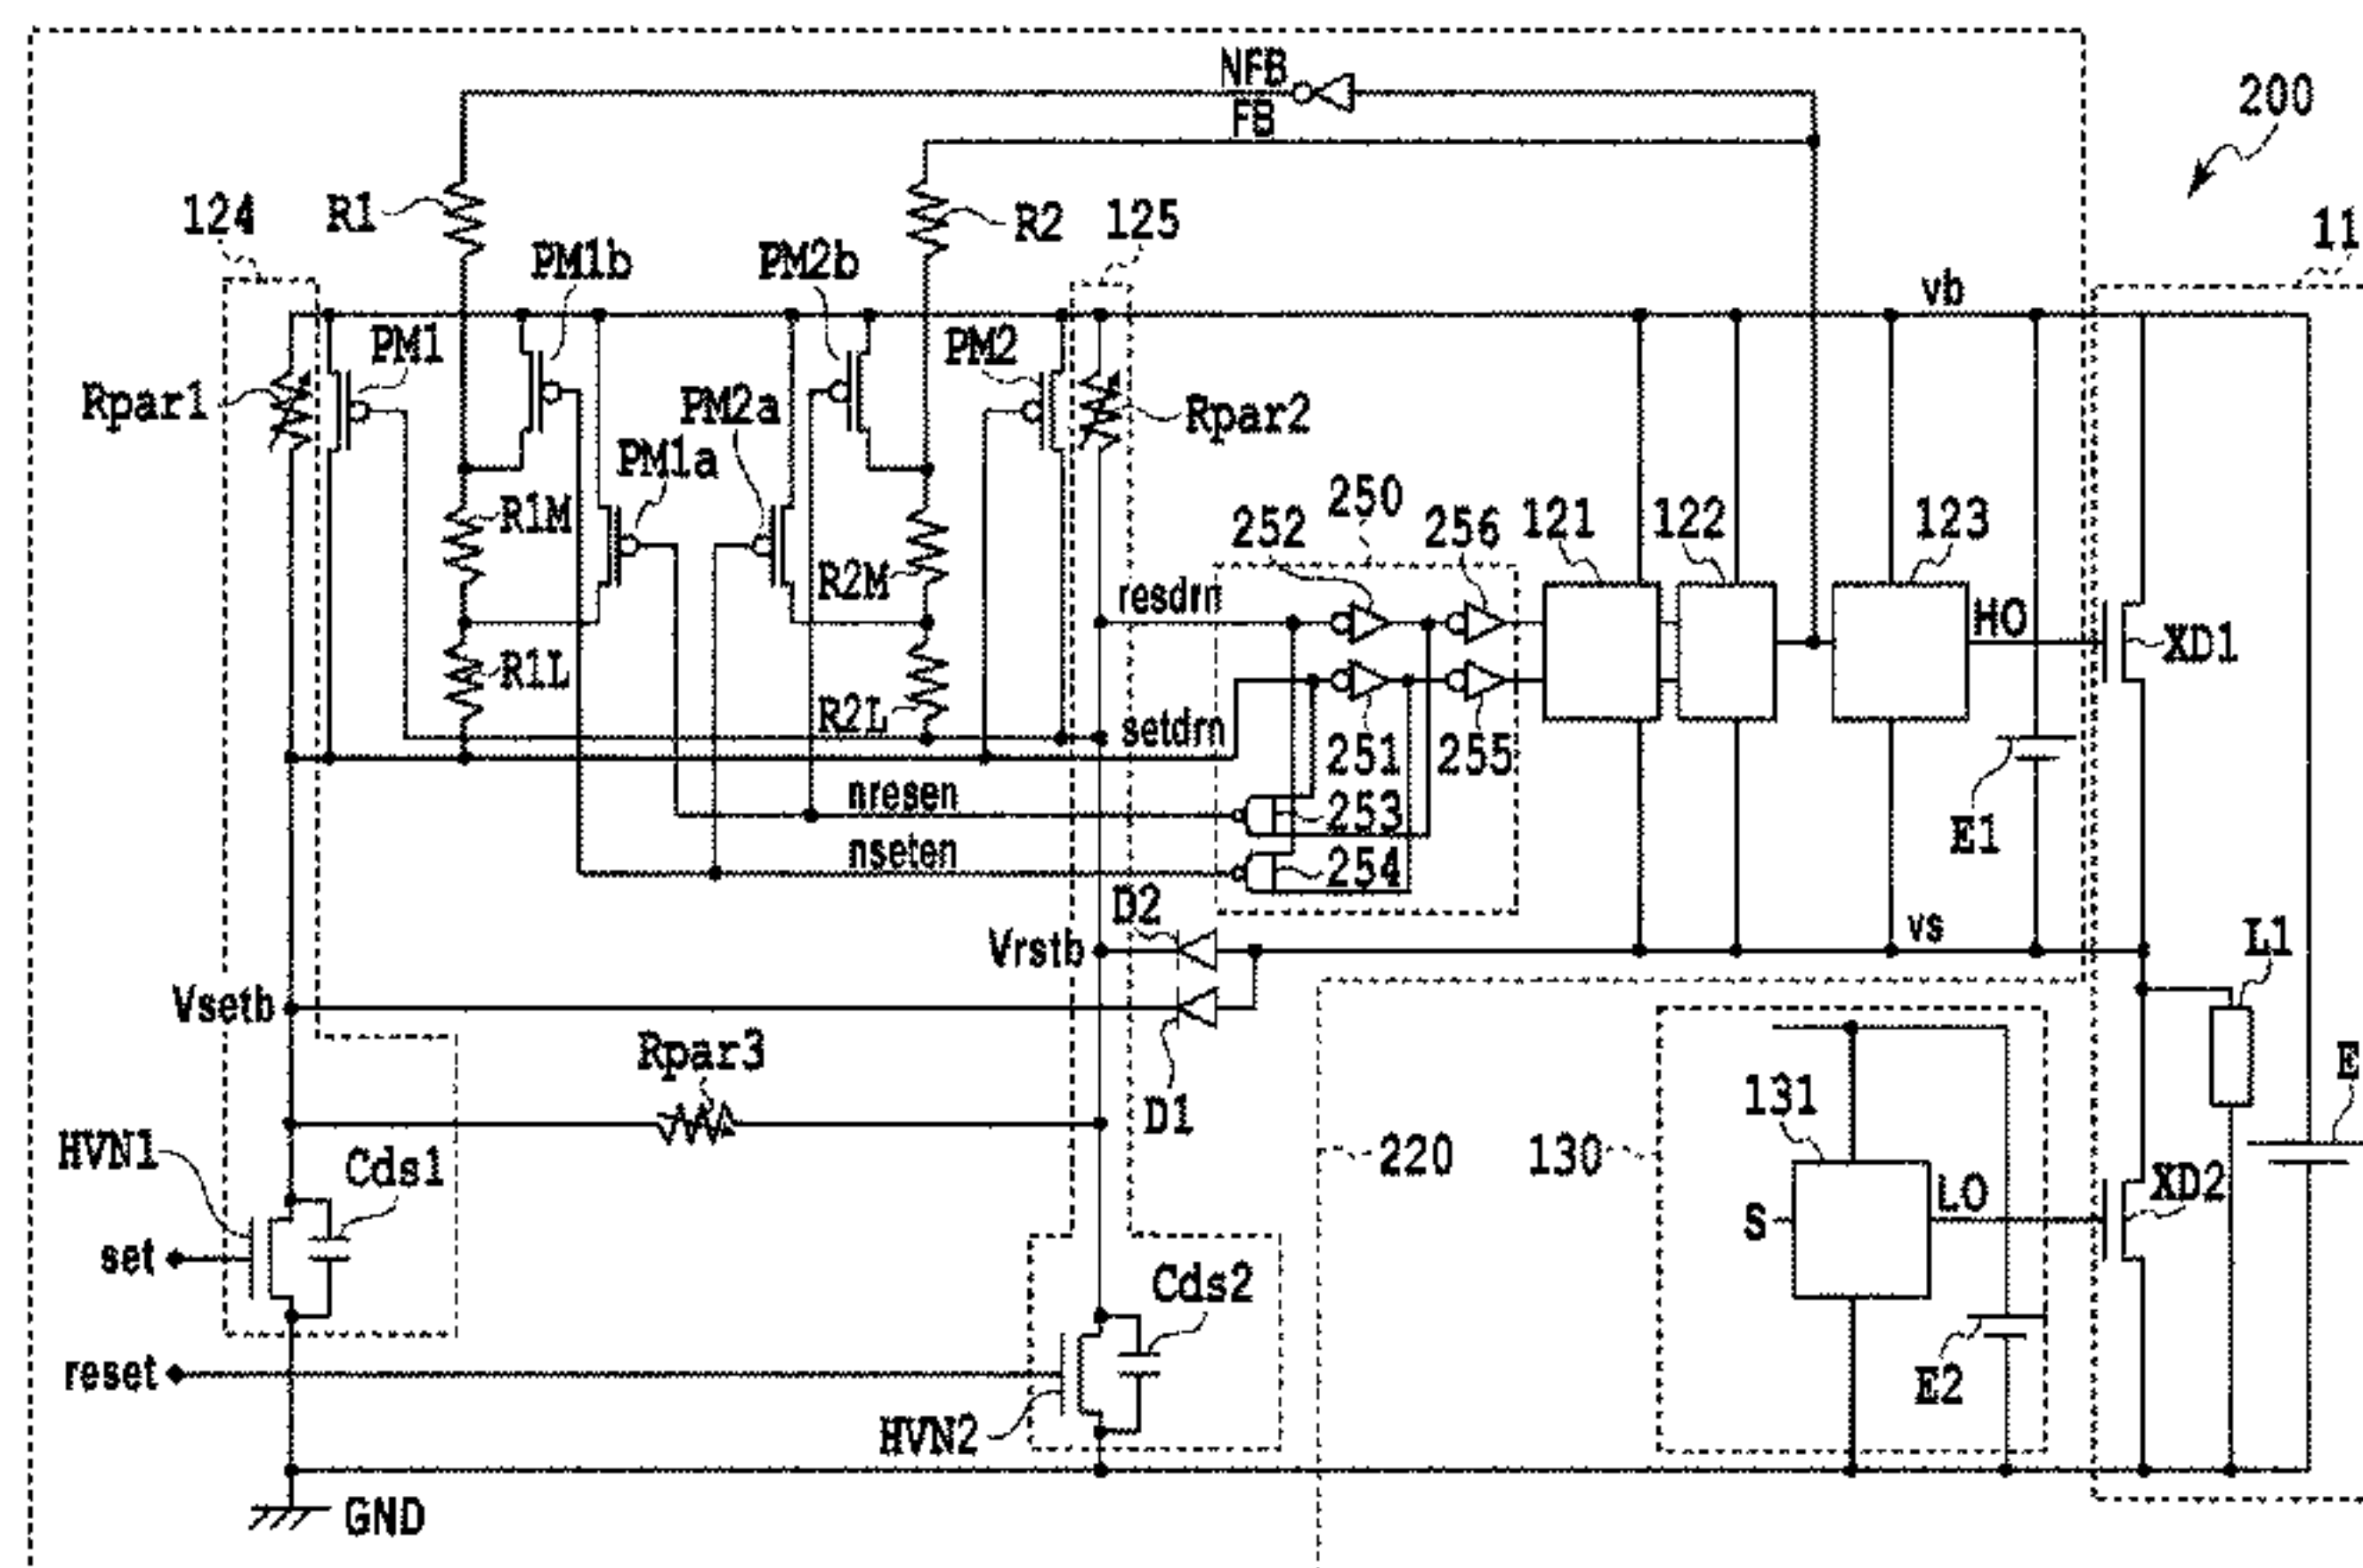 NFB
FB
200
124
R1
R2
125
11
PM1b
PM2b
vb
PM1
PM2
Rpar1
PM2a
Rpar2
PM1a
250
R1M
252
256
121
122
123
R2M
resdrn
HO
XD1
R1L
R2L
setdrn
251
255
nresen
253
E1
nseten
254
D2
Vrstb
vs
L1
Vsetb
Rpar3
E
131
D1
HVN1
Cds1
220
130
XD2
LO
S
set
Cds2
reset
E2
HVN2
GND